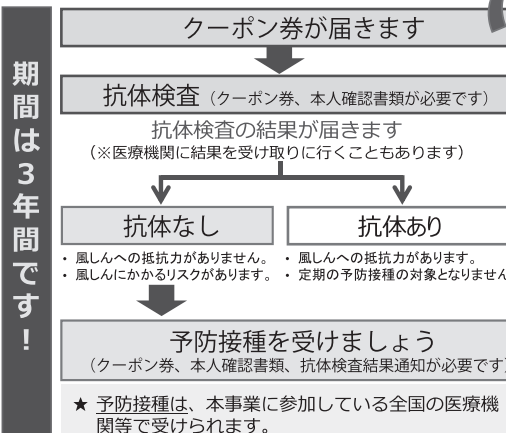 期間は3年間です!
クーポン券が届きます
抗体検査(クーポン券、本人確認書類が必要です)
抗体検査の結果が届きます
(※医療機関に結果を受け取りに行くこともあります)
抗体なし
・風しんへの抵抗力がありません。
・風しんにかかるリスクがあります。
抗体あり
・風しんへの抵抗力があります。
・定期の予防接種の対象となりません
予防接種を受けましょう
(クーポン券、本人確認書類、抗体検査結果通知が必要です)
★ 予防接種は、本事業に参加している全国の医療機
関等で受けられます。